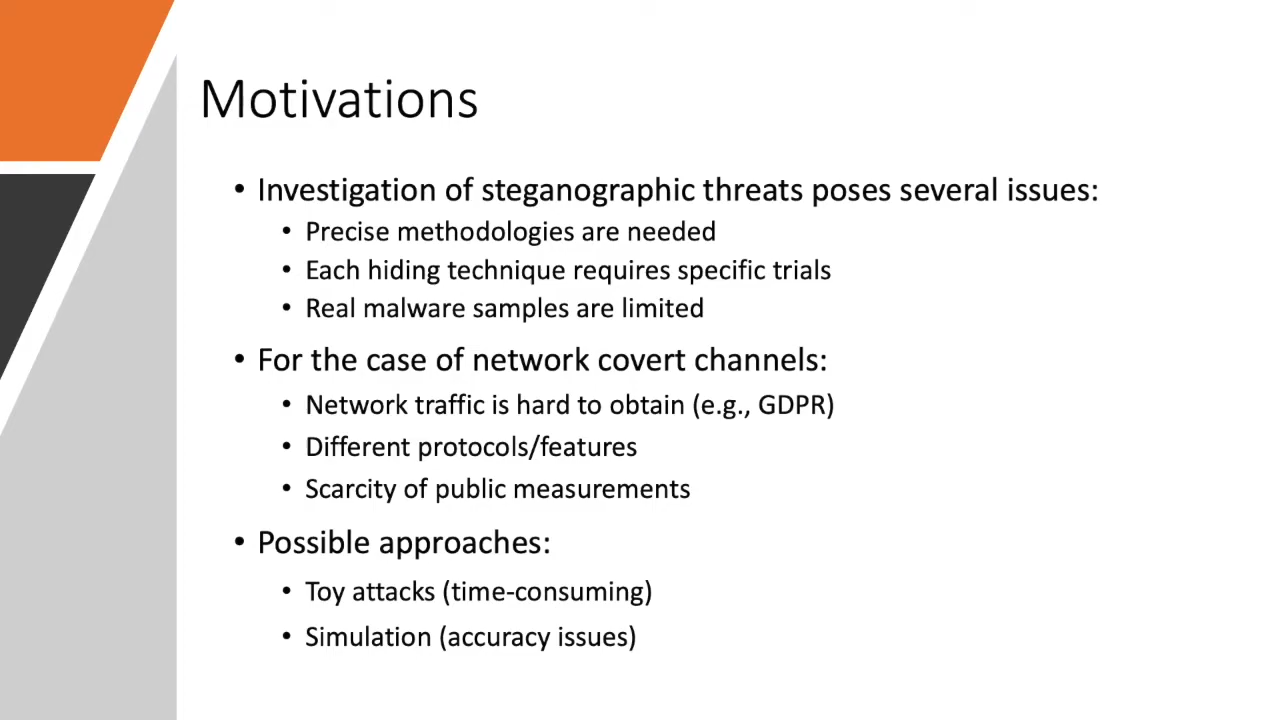 Motivations
• Investigation of steganographic threats poses several issues:
• Precise methodologies are needed
• Each hiding technique requires specific trials
• Real malware samples are limited
• For the case of network covert channels:
• Network traffic is hard to obtain (e.g., GDPR)
• Different protocols/features
• Scarcity of public measurements
• Possible approaches:
• Toy attacks (time-consuming)
• Simulation (accuracy issues)